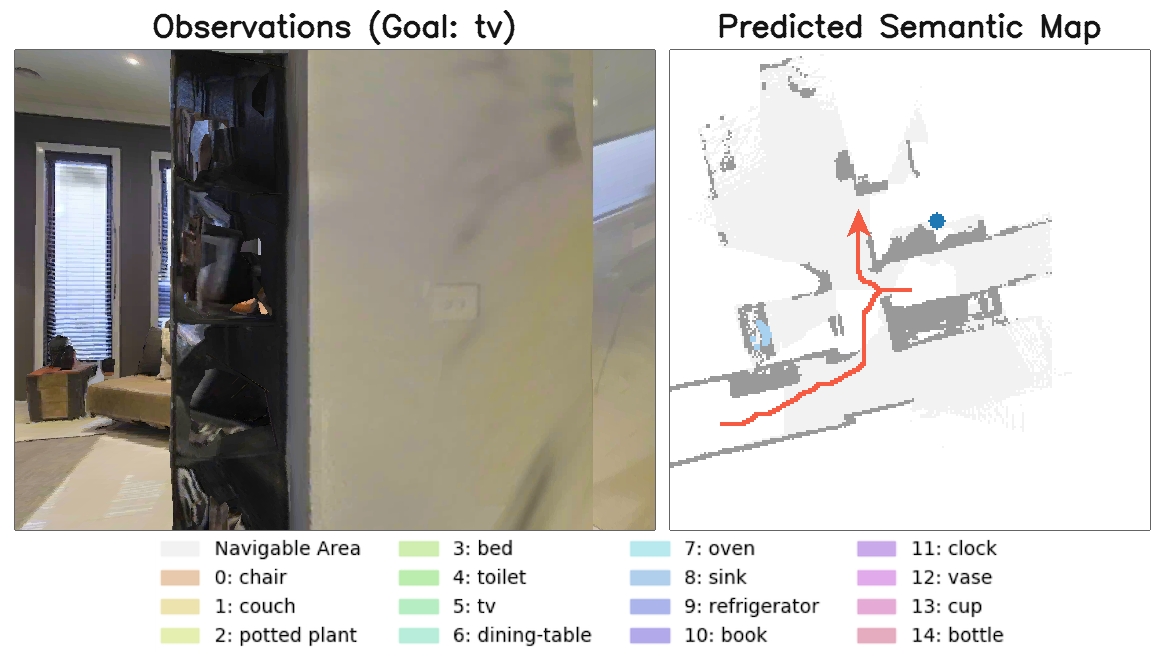 Observations (Goal: tv)
Predicted Semantic Map
Navigable Area
0: chair
1: couch
2: potted plant
3: bed
4: toilet
5: tv
6: dining-table
7: oven
8: sink
9: refrigerator
10: book
11: clock
12: vase
13: cup
14: bottle